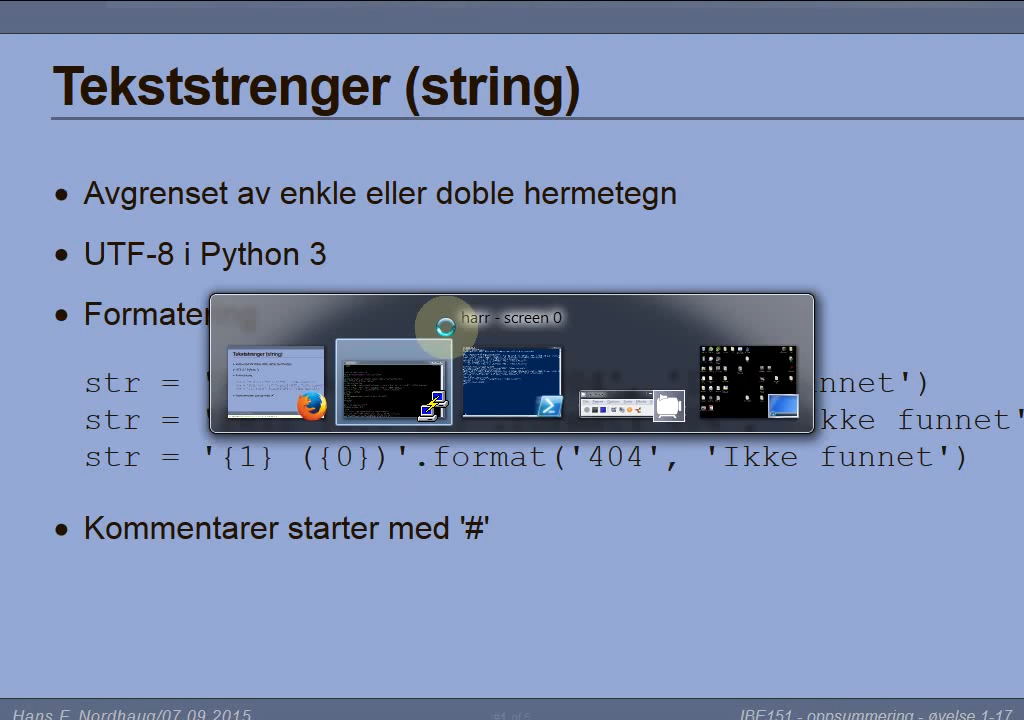 Tekststrenger (string)
• Avgrenset av enkle eller doble hermetegn
• UTF-8 i Python 3
• Formatering
harr - screen 0
str = ' nnet')
str = ' kke funnet'
str = '{1} ({0})'.format('404', 'Ikke funnet')
• Kommentarer starter med '#'
Hans F. Nordhaug/07.09.2015
IBE151 - oppsummering - øvelse 1-17